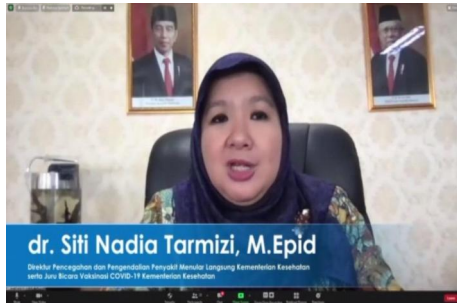 dr. Siti Nadia Tarmizi, M.Epid
Direktur Pencegahan dan Pengendalian Penyakit Menular Langsung Kementerian Kesehatan
serta Juru Bicara Vaksinasi COVID-19 Kementerian Kesehatan